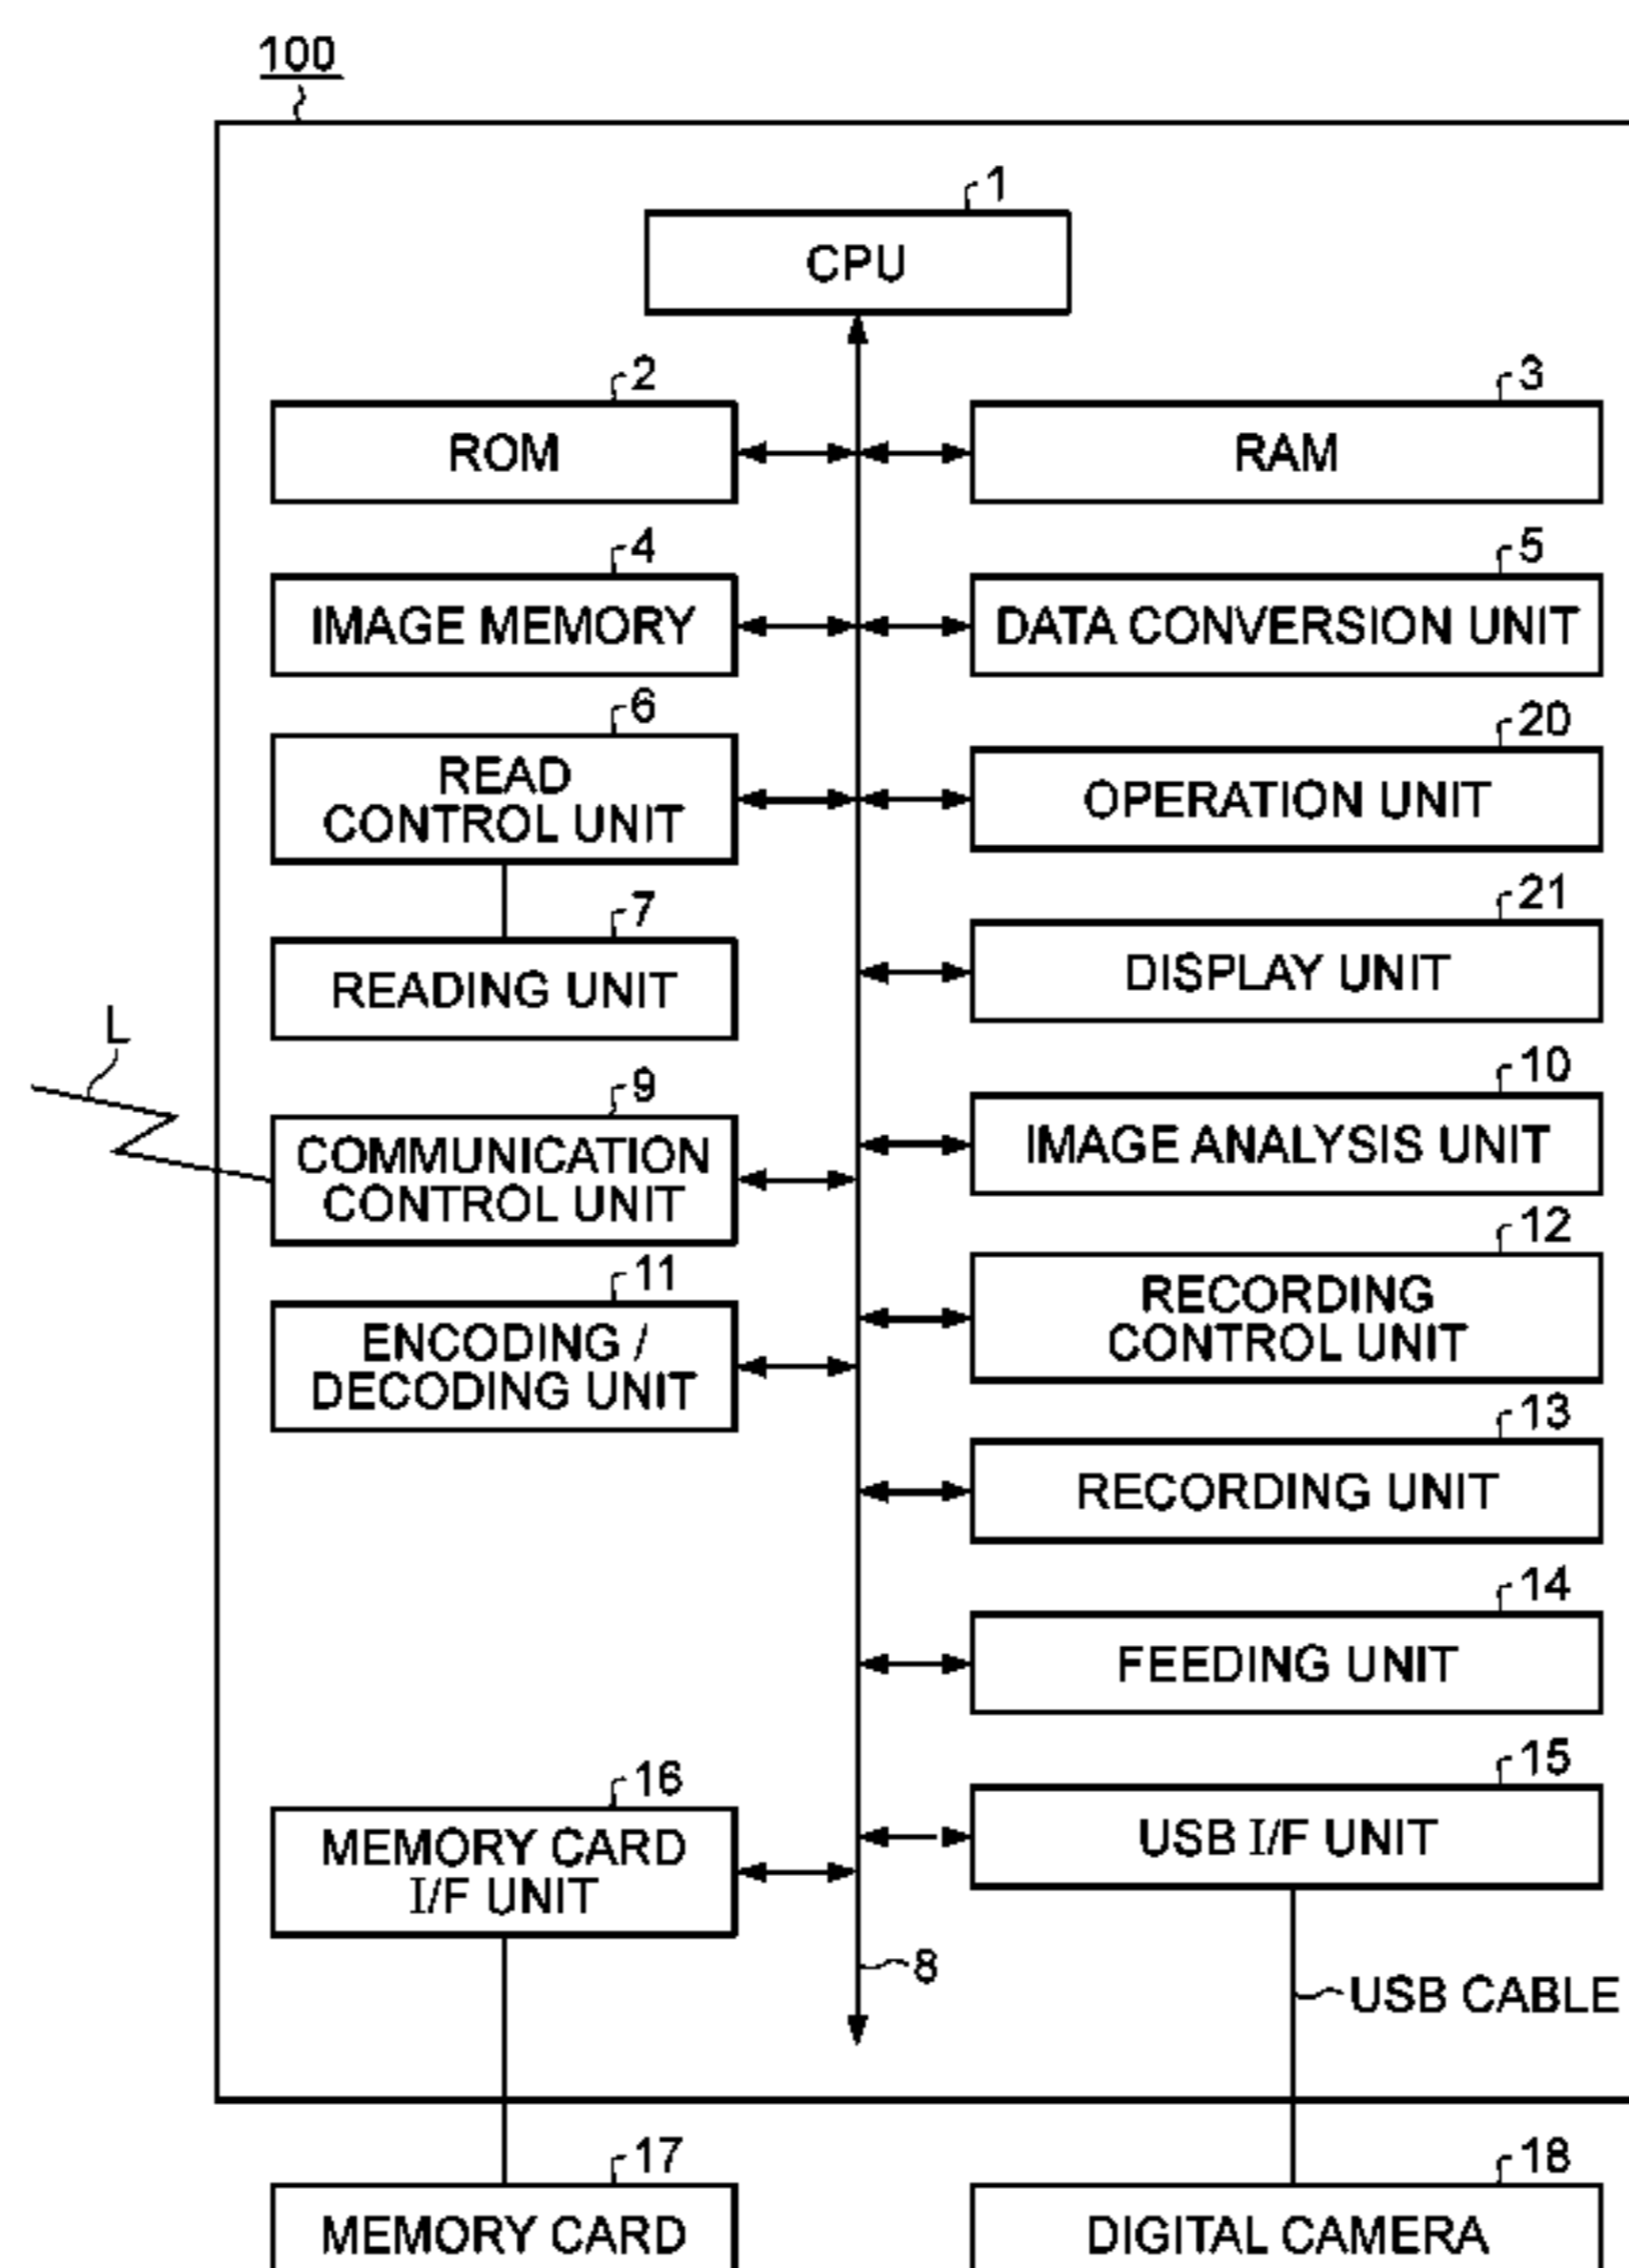 100
1
CPU
2
ROM
3
RAM
4
IMAGE MEMORY
5
DATA CONVERSION UNIT
6
READ
CONTROL UNIT
20
OPERATION UNIT
7
READING UNIT
21
DISPLAY UNIT
L
9
COMMUNICATION
CONTROL UNIT
10
IMAGE ANALYSIS UNIT
11
ENCODING /
DECODING UNIT
12
RECORDING
CONTROL UNIT
13
RECORDING UNIT
14
FEEDING UNIT
16
MEMORY CARD
I/F UNIT
15
USB I/F UNIT
8
USB CABLE
17
MEMORY CARD
18
DIGITAL CAMERA